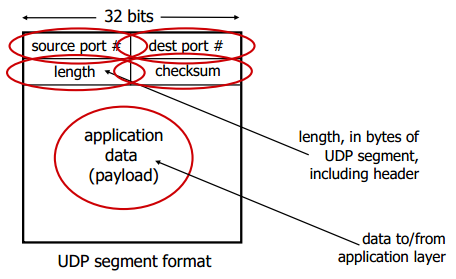 32 bits
source port # dest port #
length checksum
application
data
(payload)
length, in bytes of
UDP segment,
including header
data to/from
application layer
UDP segment format